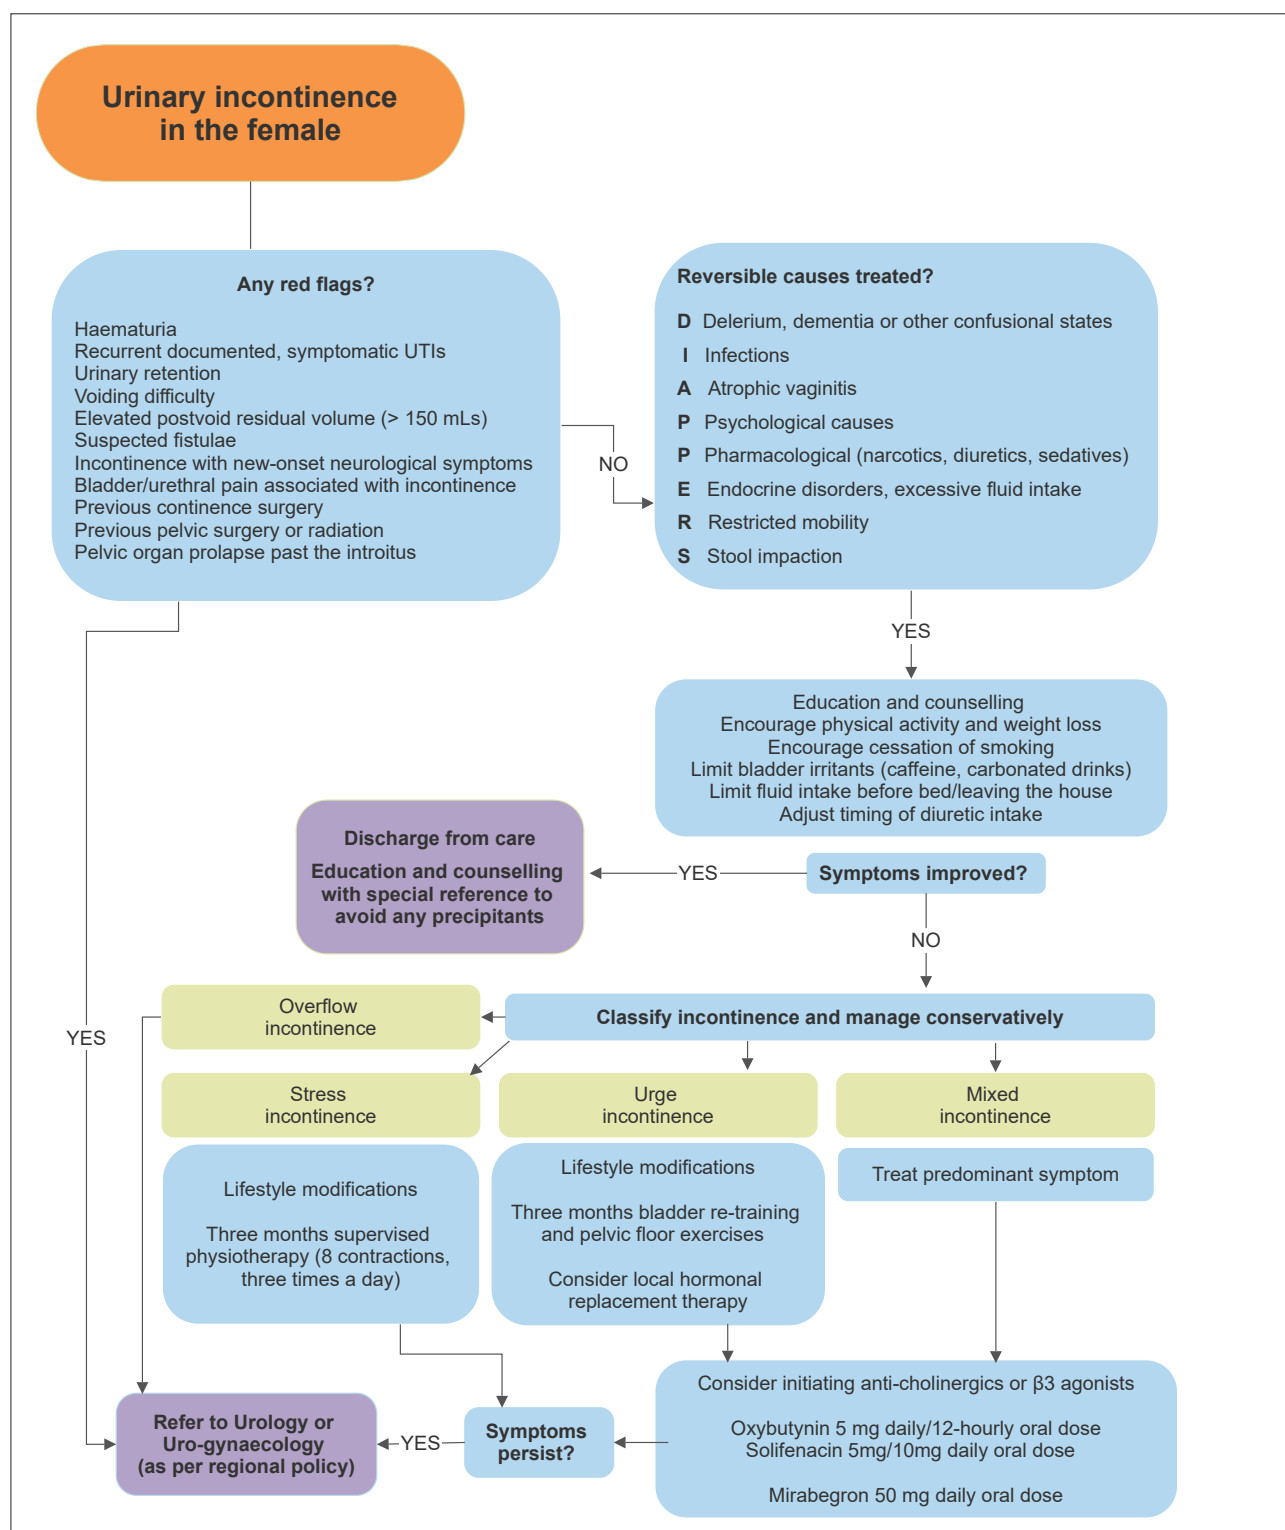 Urinary incontinence
in the female
Any red flags?
Haematuria
Recurrent documented, symptomatic UTIs
Urinary retention
Voiding difficulty
Elevated postvoid residual volume (> 150 mLs)
Suspected fistulae
Incontinence with new-onset neurological symptoms
Bladder/urethral pain associated with incontinence
Previous continence surgery
Previous pelvic surgery or radiation
Pelvic organ prolapse past the introitus
NO
Reversible causes treated?
D Delerium, dementia or other confusional states
I Infections
A Atrophic vaginitis
P Psychological causes
P Pharmacological (narcotics, diuretics, sedatives)
E Endocrine disorders, excessive fluid intake
R Restricted mobility
S Stool impaction
YES
Education and counselling
Encourage physical activity and weight loss
Encourage cessation of smoking
Limit bladder irritants (caffeine, carbonated drinks)
Limit fluid intake before bed/leaving the house
Adjust timing of diuretic intake
Symptoms improved?
YES
Discharge from care
Education and counselling
with special reference to
avoid any precipitants
NO
Classify incontinence and manage conservatively
Overflow
incontinence
YES
Stress
incontinence
Urge
incontinence
Mixed
incontinence
Lifestyle modifications
Three months supervised
physiotherapy (8 contractions,
three times a day)
Lifestyle modifications
Three months bladder re-training
and pelvic floor exercises
Consider local hormonal
replacement therapy
Treat predominant symptom
Consider initiating anti-cholinergics or β3 agonists
Oxybutynin 5 mg daily/12-hourly oral dose
Solifenacin 5mg/10mg daily oral dose
Mirabegron 50 mg daily oral dose
Symptoms
persist?
YES
Refer to Urology or
Uro-gynaecology
(as per regional policy)